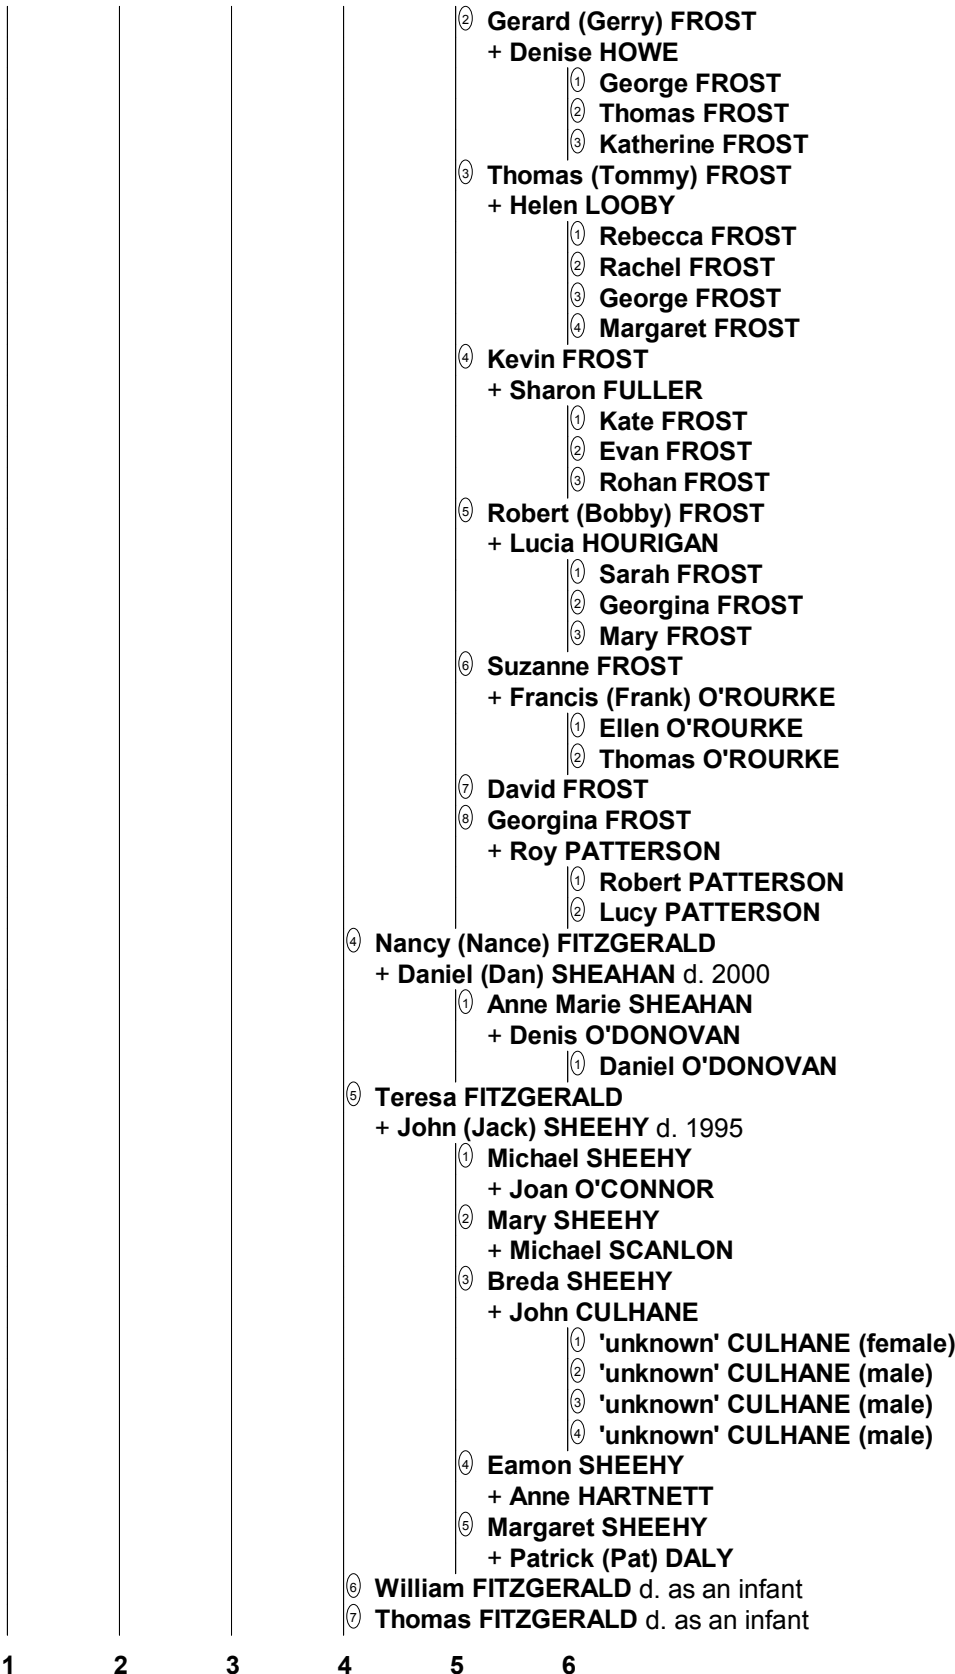 ② Gerard (Gerry) FROST
+ Denise HOWE
① George FROST
② Thomas FROST
③ Katherine FROST
③ Thomas (Tommy) FROST
+ Helen LOOBY
① Rebecca FROST
② Rachel FROST
③ George FROST
④ Margaret FROST
④ Kevin FROST
+ Sharon FULLER
① Kate FROST
② Evan FROST
③ Rohan FROST
⑤ Robert (Bobby) FROST
+ Lucia HOURIGAN
① Sarah FROST
② Georgina FROST
③ Mary FROST
⑥ Suzanne FROST
+ Francis (Frank) O'ROURKE
① Ellen O'ROURKE
② Thomas O'ROURKE
⑦ David FROST
⑧ Georgina FROST
+ Roy PATTERSON
① Robert PATTERSON
② Lucy PATTERSON
④ Nancy (Nance) FITZGERALD
+ Daniel (Dan) SHEAHAN d. 2000
① Anne Marie SHEAHAN
+ Denis O'DONOVAN
① Daniel O'DONOVAN
⑤ Teresa FITZGERALD
+ John (Jack) SHEEHY d. 1995
① Michael SHEEHY
+ Joan O'CONNOR
② Mary SHEEHY
+ Michael SCANLON
③ Breda SHEEHY
+ John CULHANE
① 'unknown' CULHANE (female)
② 'unknown' CULHANE (male)
③ 'unknown' CULHANE (male)
④ 'unknown' CULHANE (male)
④ Eamon SHEEHY
+ Anne HARTNETT
⑤ Margaret SHEEHY
+ Patrick (Pat) DALY
⑥ William FITZGERALD d. as an infant
⑦ Thomas FITZGERALD d. as an infant
1 2 3 4 5 6